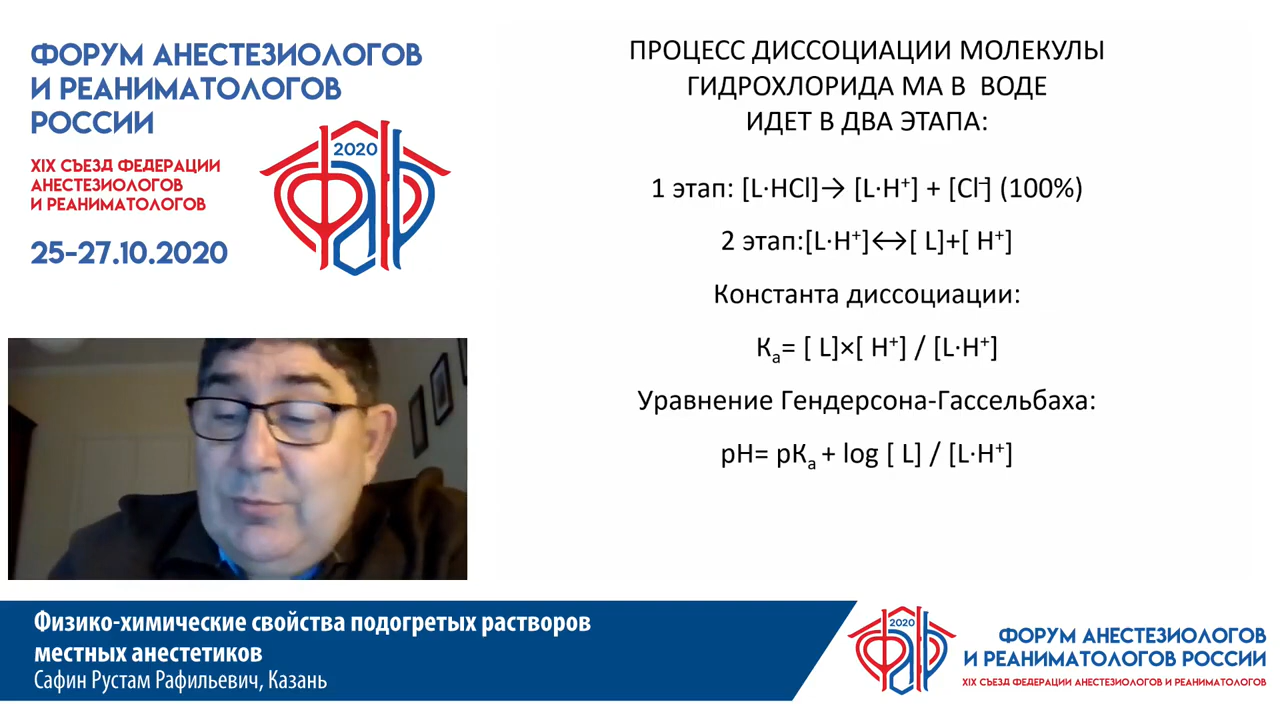 ФОРУМ АНЕСТЕЗИОЛОГОВ
И РЕАНИМАТОЛОГОВ
РОССИИ
XIX СЪЕЗД ФЕДЕРАЦИИ
АНЕСТЕЗИОЛОГОВ
И РЕАНИМАТОЛОГОВ
25-27.10.2020
2020
ПРОЦЕСС ДИССОЦИАЦИИ МОЛЕКУЛЫ
ГИДРОХЛОРИДА МА В ВОДЕ
ИДЕТ В ДВА ЭТАПА:
1 этап: [L·HCl]→ [L·H⁺] + [Cl⁻] (100%)
2 этап:[L·H⁺]↔[ L]+[ H⁺]
Константа диссоциации:
Kₐ= [ L]×[ H⁺] / [L·H⁺]
Уравнение Гендерсона-Гассельбаха:
pH= pKₐ + log [ L] / [L·H⁺]
Физико-химические свойства подогретых растворов
местных анестетиков
Сафин Рустам Рафильевич, Казань
2020
ФОРУМ АНЕСТЕЗИОЛОГОВ
И РЕАНИМАТОЛОГОВ РОССИИ
XIX СЪЕЗД ФЕДЕРАЦИИ АНЕСТЕЗИОЛОГОВ И РЕАНИМАТОЛОГОВ